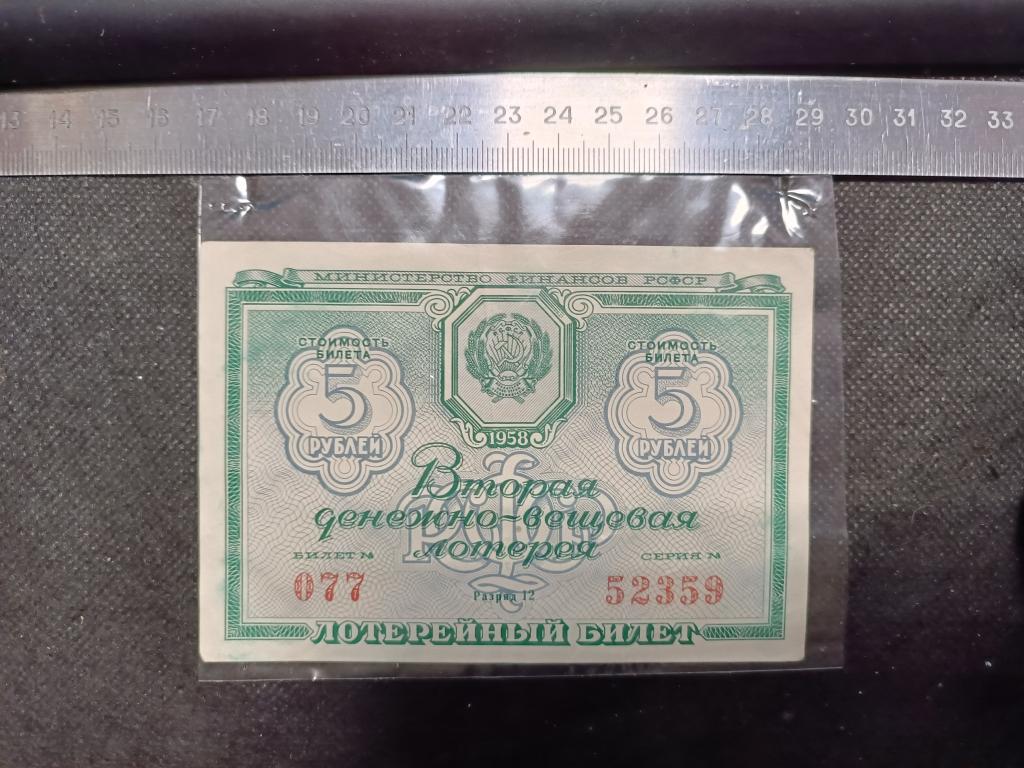 13 14 15 16 17 18 19 20 21 22 23 24 25 26 27 28 29 30 31 32 33
МИНИСТЕРСТВО ФИНАНСОВ РСФСР
СТОИМОСТЬ БИЛЕТА
5
РУБЛЕЙ
СТОИМОСТЬ БИЛЕТА
5
РУБЛЕЙ
1958
Вторая
денежно-вещевая
лотерея
БИЛЕТ №
077
СЕРИЯ №
52359
Разряд 12
ЛОТЕРЕЙНЫЙ БИЛЕТ